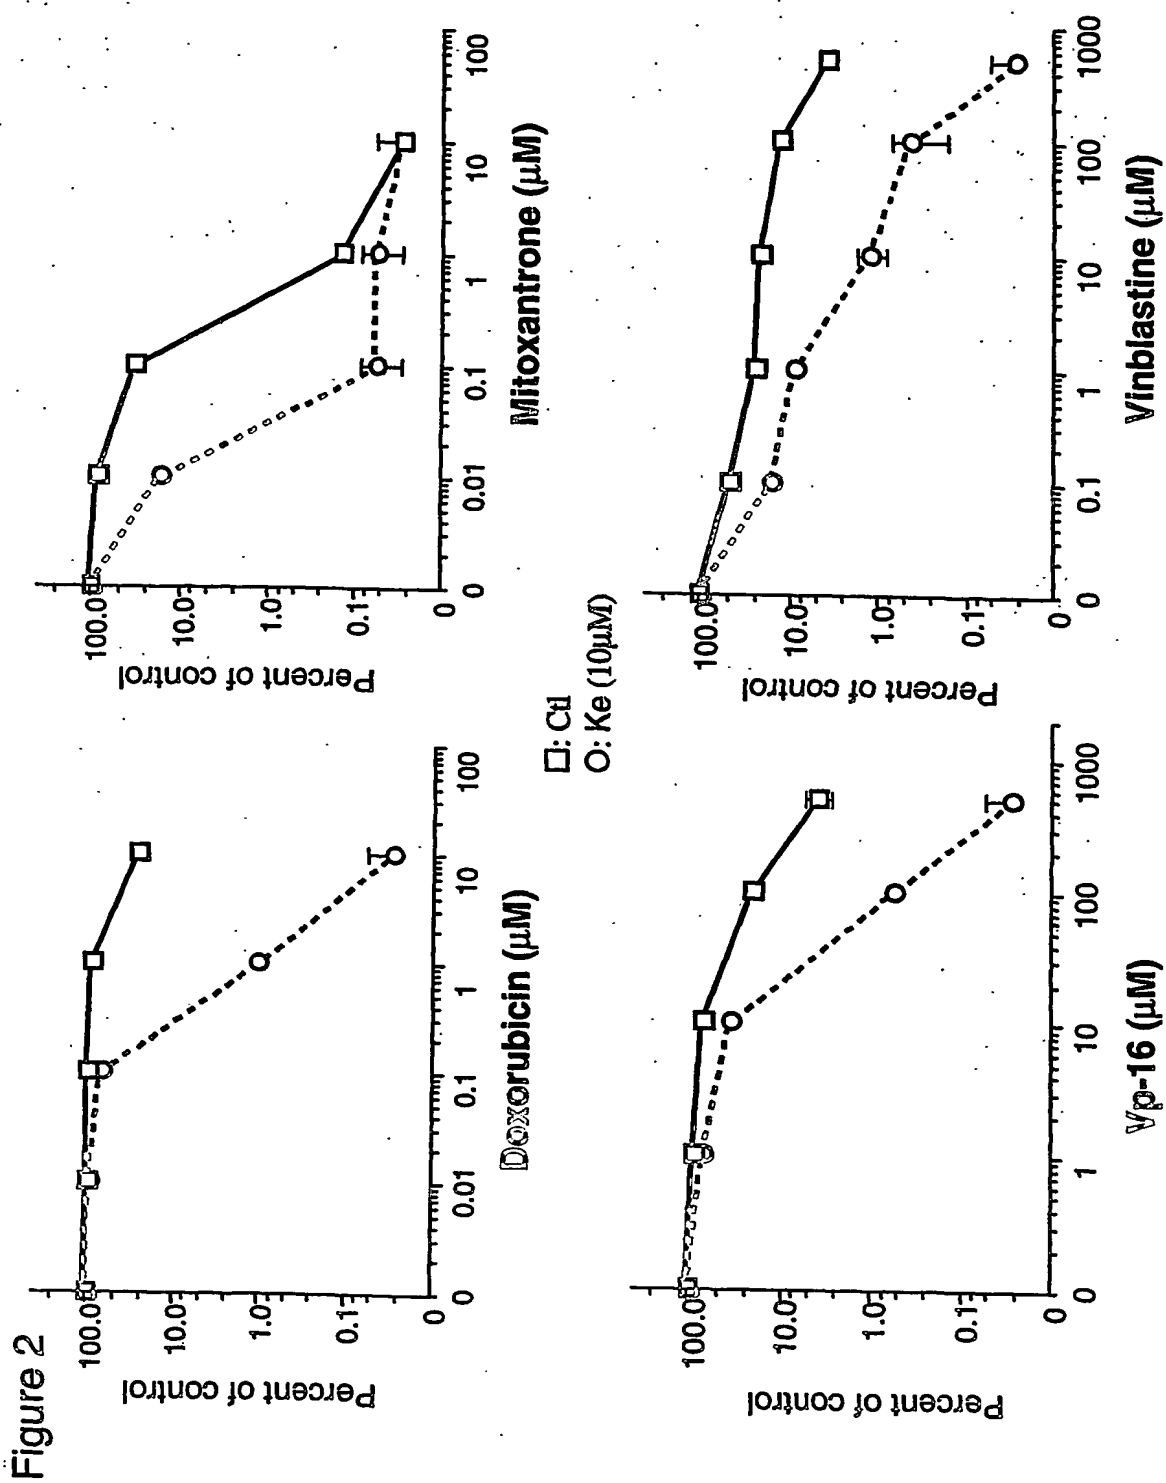 Figure 2
Percent of control
100.0
10.0
1.0
0.1
0
0 0.01 0.1 1 10 100
Doxorubicin (μM)
Percent of control
100.0
10.0
1.0
0.1
0
0 0.01 0.1 1 10 100
Mitoxantrone (μM)
□: Ctl
O: Ke (10μM)
Percent of control
100.0
10.0
1.0
0.1
0
0 1 10 100 1000
Vp-16 (μM)
Percent of control
100.0
10.0
1.0
0.1
0
0 0.1 1 10 100 1000
Vinblastine (μM)